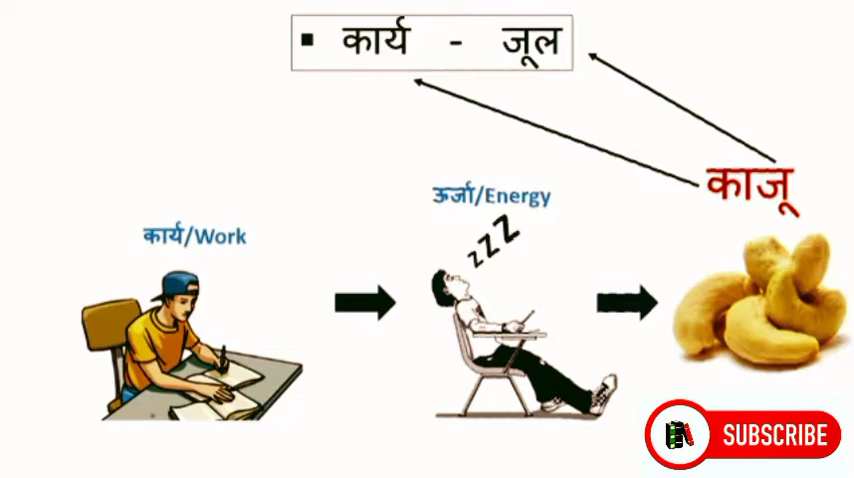 ▪ कार्य - जूल
काजू
ऊर्जा/Energy
zZZ
कार्य/Work
SUBSCRIBE